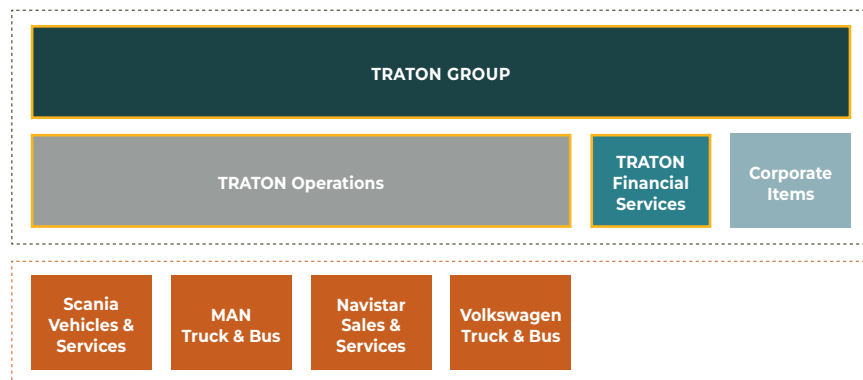 TRATON GROUP
TRATON Operations
TRATON
Financial
Services
Corporate
Items
Scania
Vehicles &
Services
MAN
Truck & Bus
Navistar
Sales &
Services
Volkswagen
Truck & Bus